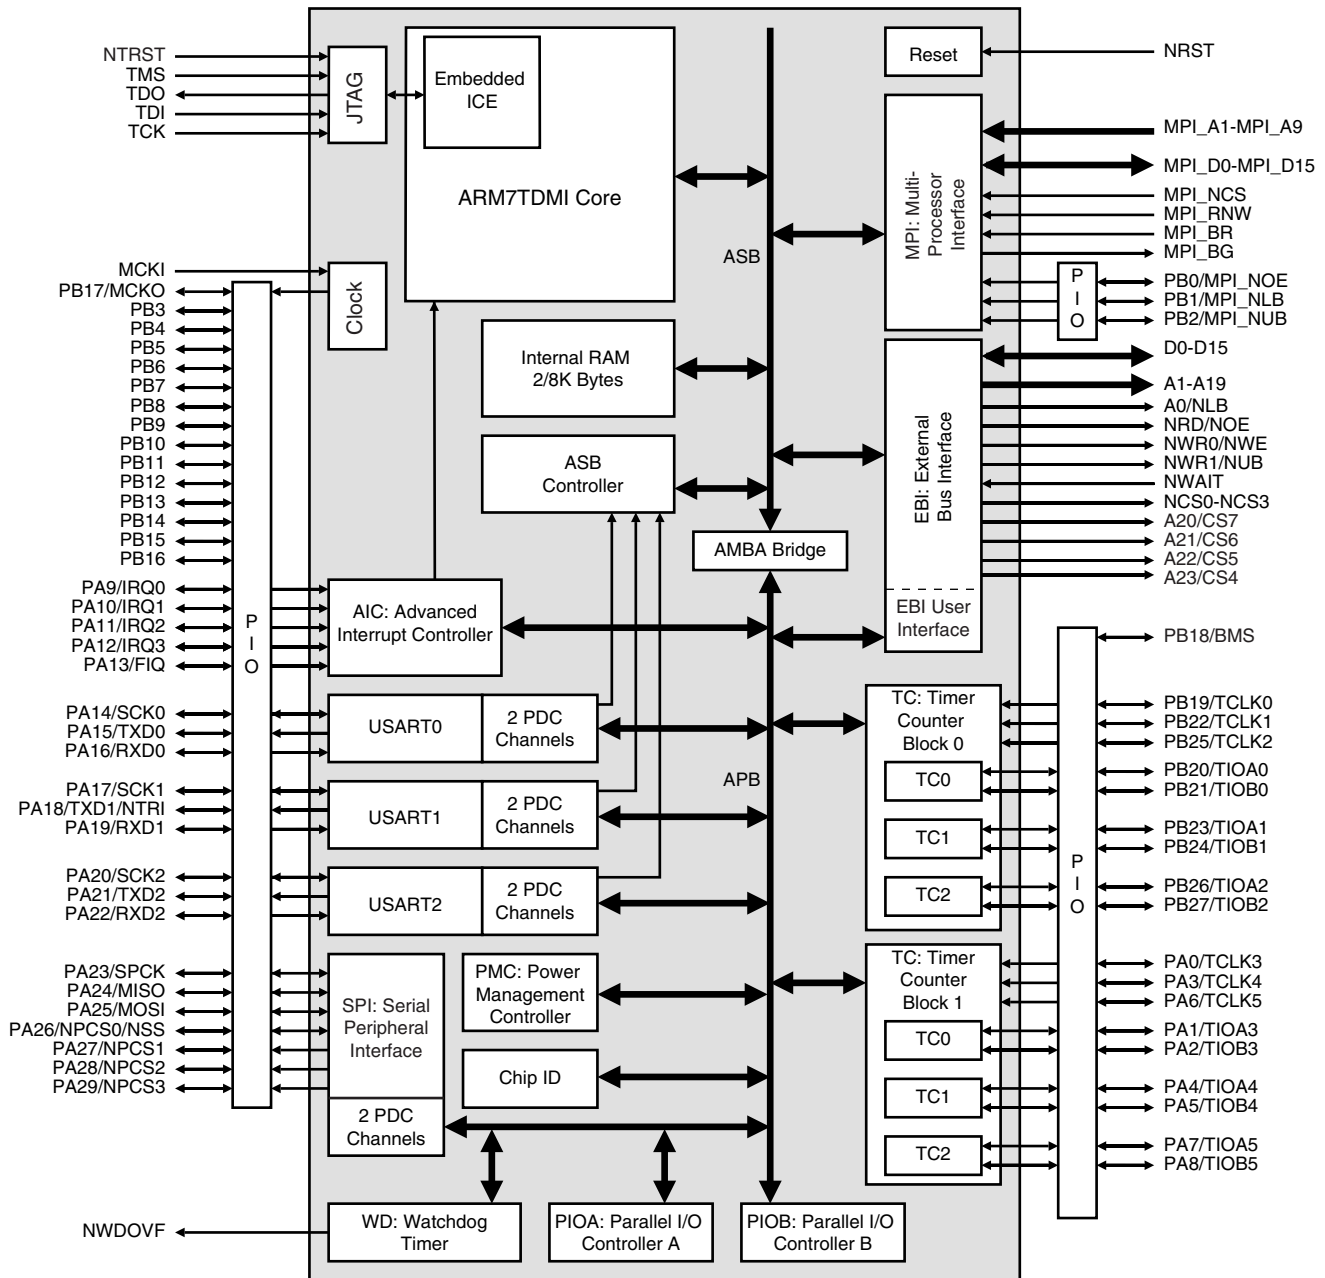 NTRST
TMS
TDO
TDI
TCK
JTAG
Embedded
ICE
ARM7TDMI Core
Reset
NRST
MPI: Multi-
Processor
Interface
MPI_A1-MPI_A9
MPI_D0-MPI_D15
MPI_NCS
MPI_RNW
MPI_BR
MPI_BG
P
I
O
PB0/MPI_NOE
PB1/MPI_NLB
PB2/MPI_NUB
ASB
MCKI
PB17/MCKO
Clock
PB3
PB4
PB5
PB6
PB7
PB8
PB9
PB10
PB11
PB12
PB13
PB14
PB15
PB16
Internal RAM
2/8K Bytes
ASB
Controller
AMBA Bridge
EBI: External
Bus Interface
EBI User
Interface
D0-D15
A1-A19
A0/NLB
NRD/NOE
NWR0/NWE
NWR1/NUB
NWAIT
NCS0-NCS3
A20/CS7
A21/CS6
A22/CS5
A23/CS4
PA9/IRQ0
PA10/IRQ1
PA11/IRQ2
PA12/IRQ3
PA13/FIQ
P
I
O
AIC: Advanced
Interrupt Controller
PB18/BMS
PA14/SCK0
PA15/TXD0
PA16/RXD0
USART0
2 PDC
Channels
PA17/SCK1
PA18/TXD1/NTRI
PA19/RXD1
USART1
2 PDC
Channels
PA20/SCK2
PA21/TXD2
PA22/RXD2
USART2
2 PDC
Channels
APB
TC: Timer
Counter
Block 0
TC0
TC1
TC2
PB19/TCLK0
PB22/TCLK1
PB25/TCLK2
PB20/TIOA0
PB21/TIOB0
PB23/TIOA1
PB24/TIOB1
PB26/TIOA2
PB27/TIOB2
P
I
O
PA23/SPCK
PA24/MISO
PA25/MOSI
PA26/NPCS0/NSS
PA27/NPCS1
PA28/NPCS2
PA29/NPCS3
SPI: Serial
Peripheral
Interface
2 PDC
Channels
PMC: Power
Management
Controller
Chip ID
TC: Timer
Counter
Block 1
TC0
TC1
TC2
PA0/TCLK3
PA3/TCLK4
PA6/TCLK5
PA1/TIOA3
PA2/TIOB3
PA4/TIOA4
PA5/TIOB4
PA7/TIOA5
PA8/TIOB5
NWDOVF
WD: Watchdog
Timer
PIOA: Parallel I/O
Controller A
PIOB: Parallel I/O
Controller B